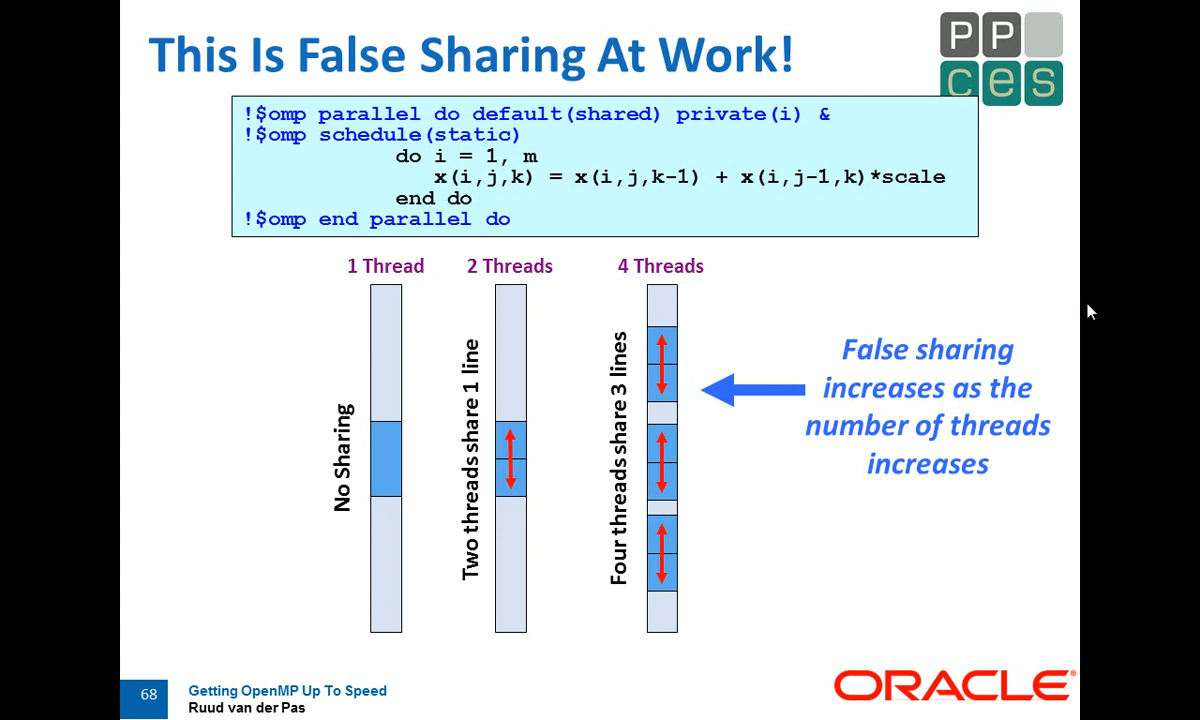 This Is False Sharing At Work!
PP
ces
!$omp parallel do default(shared) private(i) &
!$omp schedule(static)
do i = 1, m
x(i,j,k) = x(i,j,k-1) + x(i,j-1,k)*scale
end do
!$omp end parallel do
1 Thread
2 Threads
4 Threads
No Sharing
Two threads share 1 line
Four threads share 3 lines
False sharing
increases as the
number of threads
increases
68
Getting OpenMP Up To Speed
Ruud van der Pas
ORACLE®